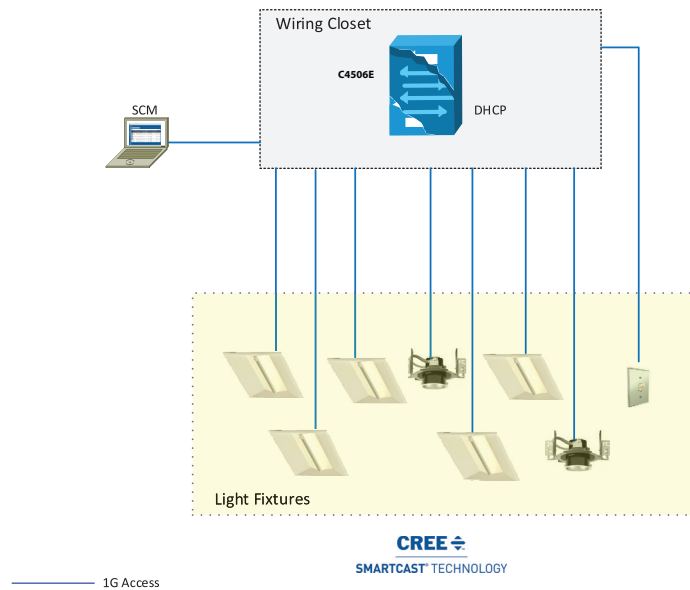 Wiring Closet
C4506E
DHCP
SCM
Light Fixtures
CREE
SMARTCAST® TECHNOLOGY
1G Access